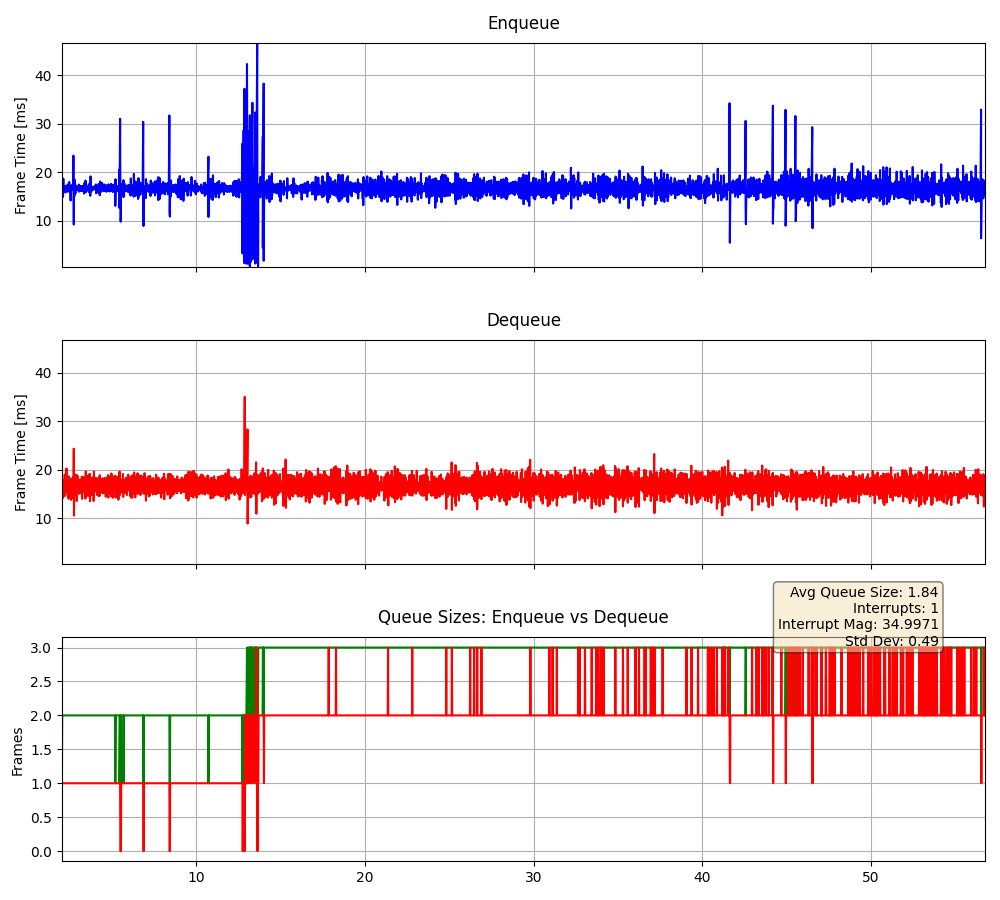 Enqueue
Frame Time [ms]
40
30
20
10
Dequeue
Frame Time [ms]
40
30
20
10
Avg Queue Size: 1.84
Interrupts: 1
Interrupt Mag: 34.9971
Std Dev: 0.49
Queue Sizes: Enqueue vs Dequeue
Frames
3.0
2.5
2.0
1.5
1.0
0.5
0.0
10 20 30 40 50